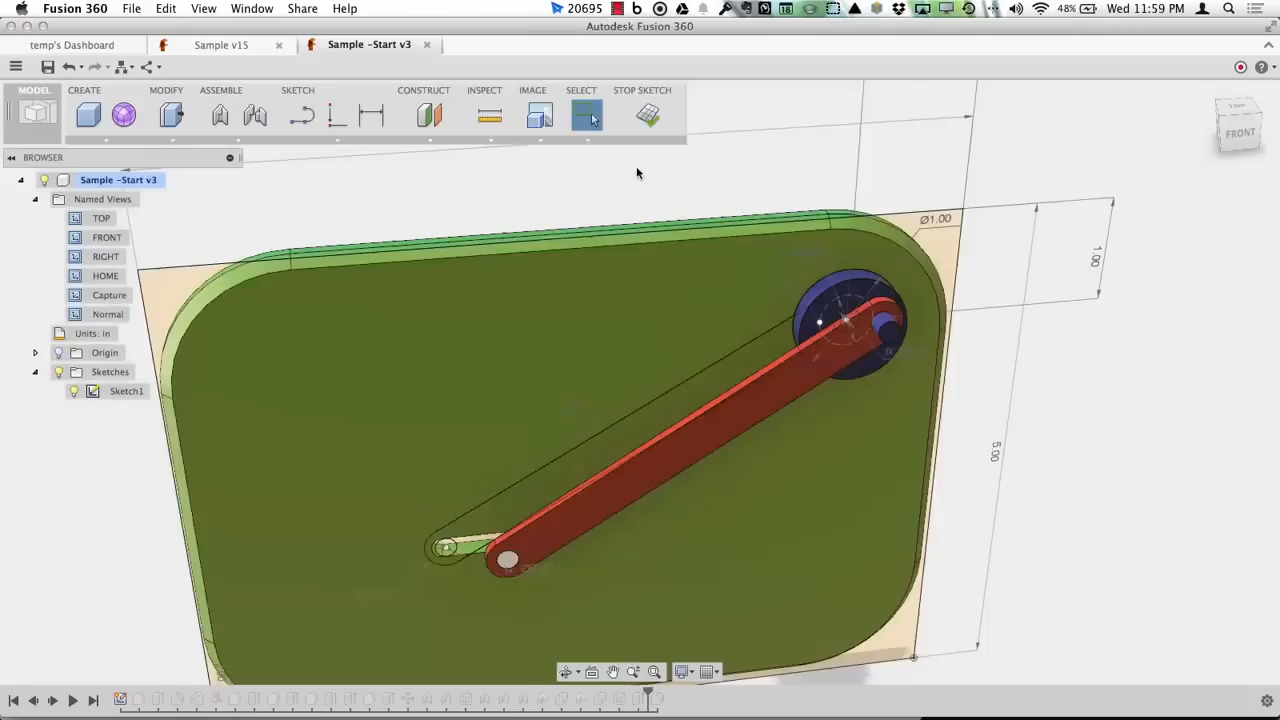 Fusion 360 File Edit View Window Share Help 20695 18 48% Wed 11:59 PM
Autodesk Fusion 360
temp's Dashboard Sample v15 Sample -Start v3
MODEL CREATE MODIFY ASSEMBLE SKETCH CONSTRUCT INSPECT IMAGE SELECT STOP SKETCH
BROWSER
TOP
FRONT
Sample -Start v3
Named Views
TOP
FRONT
RIGHT
HOME
Capture
Normal
Units: in
Origin
Sketches
Sketch1
Ø1.00
1.00
5.00